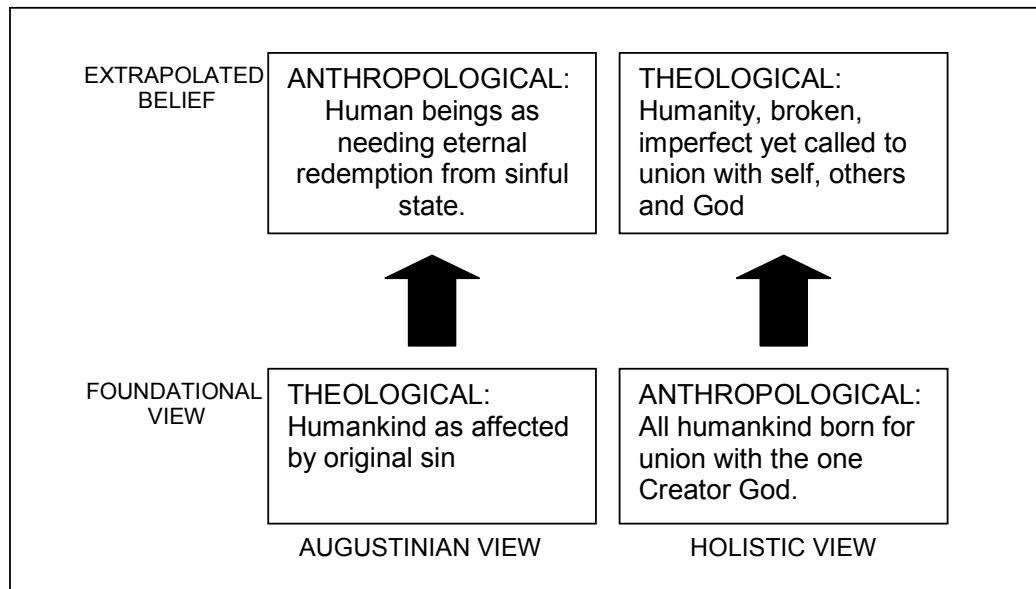 EXTRAPOLATED
BELIEF
ANTHROPOLOGICAL:
Human beings as
needing eternal
redemption from sinful
state.
THEOLOGICAL:
Humanity, broken,
imperfect yet called to
union with self, others
and God
FOUNDATIONAL
VIEW
THEOLOGICAL:
Humankind as affected
by original sin
ANTHROPOLOGICAL:
All humankind born for
union with the one
Creator God.
AUGUSTINIAN VIEW
HOLISTIC VIEW